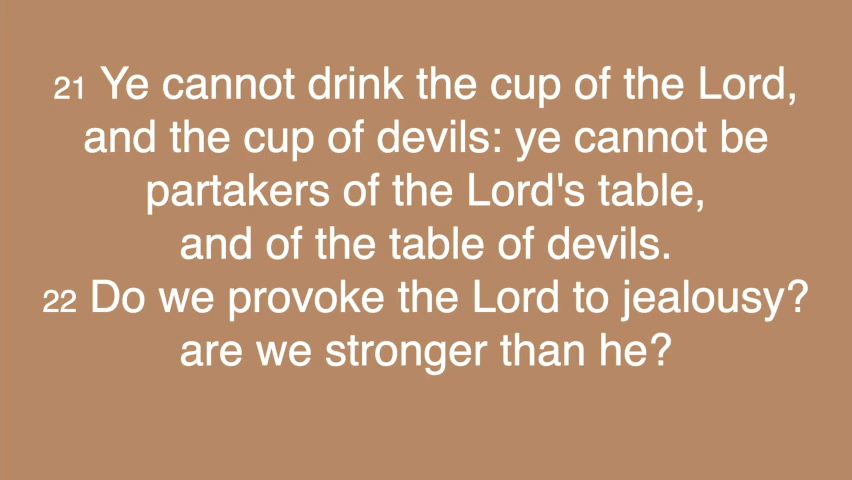 21 Ye cannot drink the cup of the Lord,
and the cup of devils: ye cannot be
partakers of the Lord's table,
and of the table of devils.
22 Do we provoke the Lord to jealousy?
are we stronger than he?